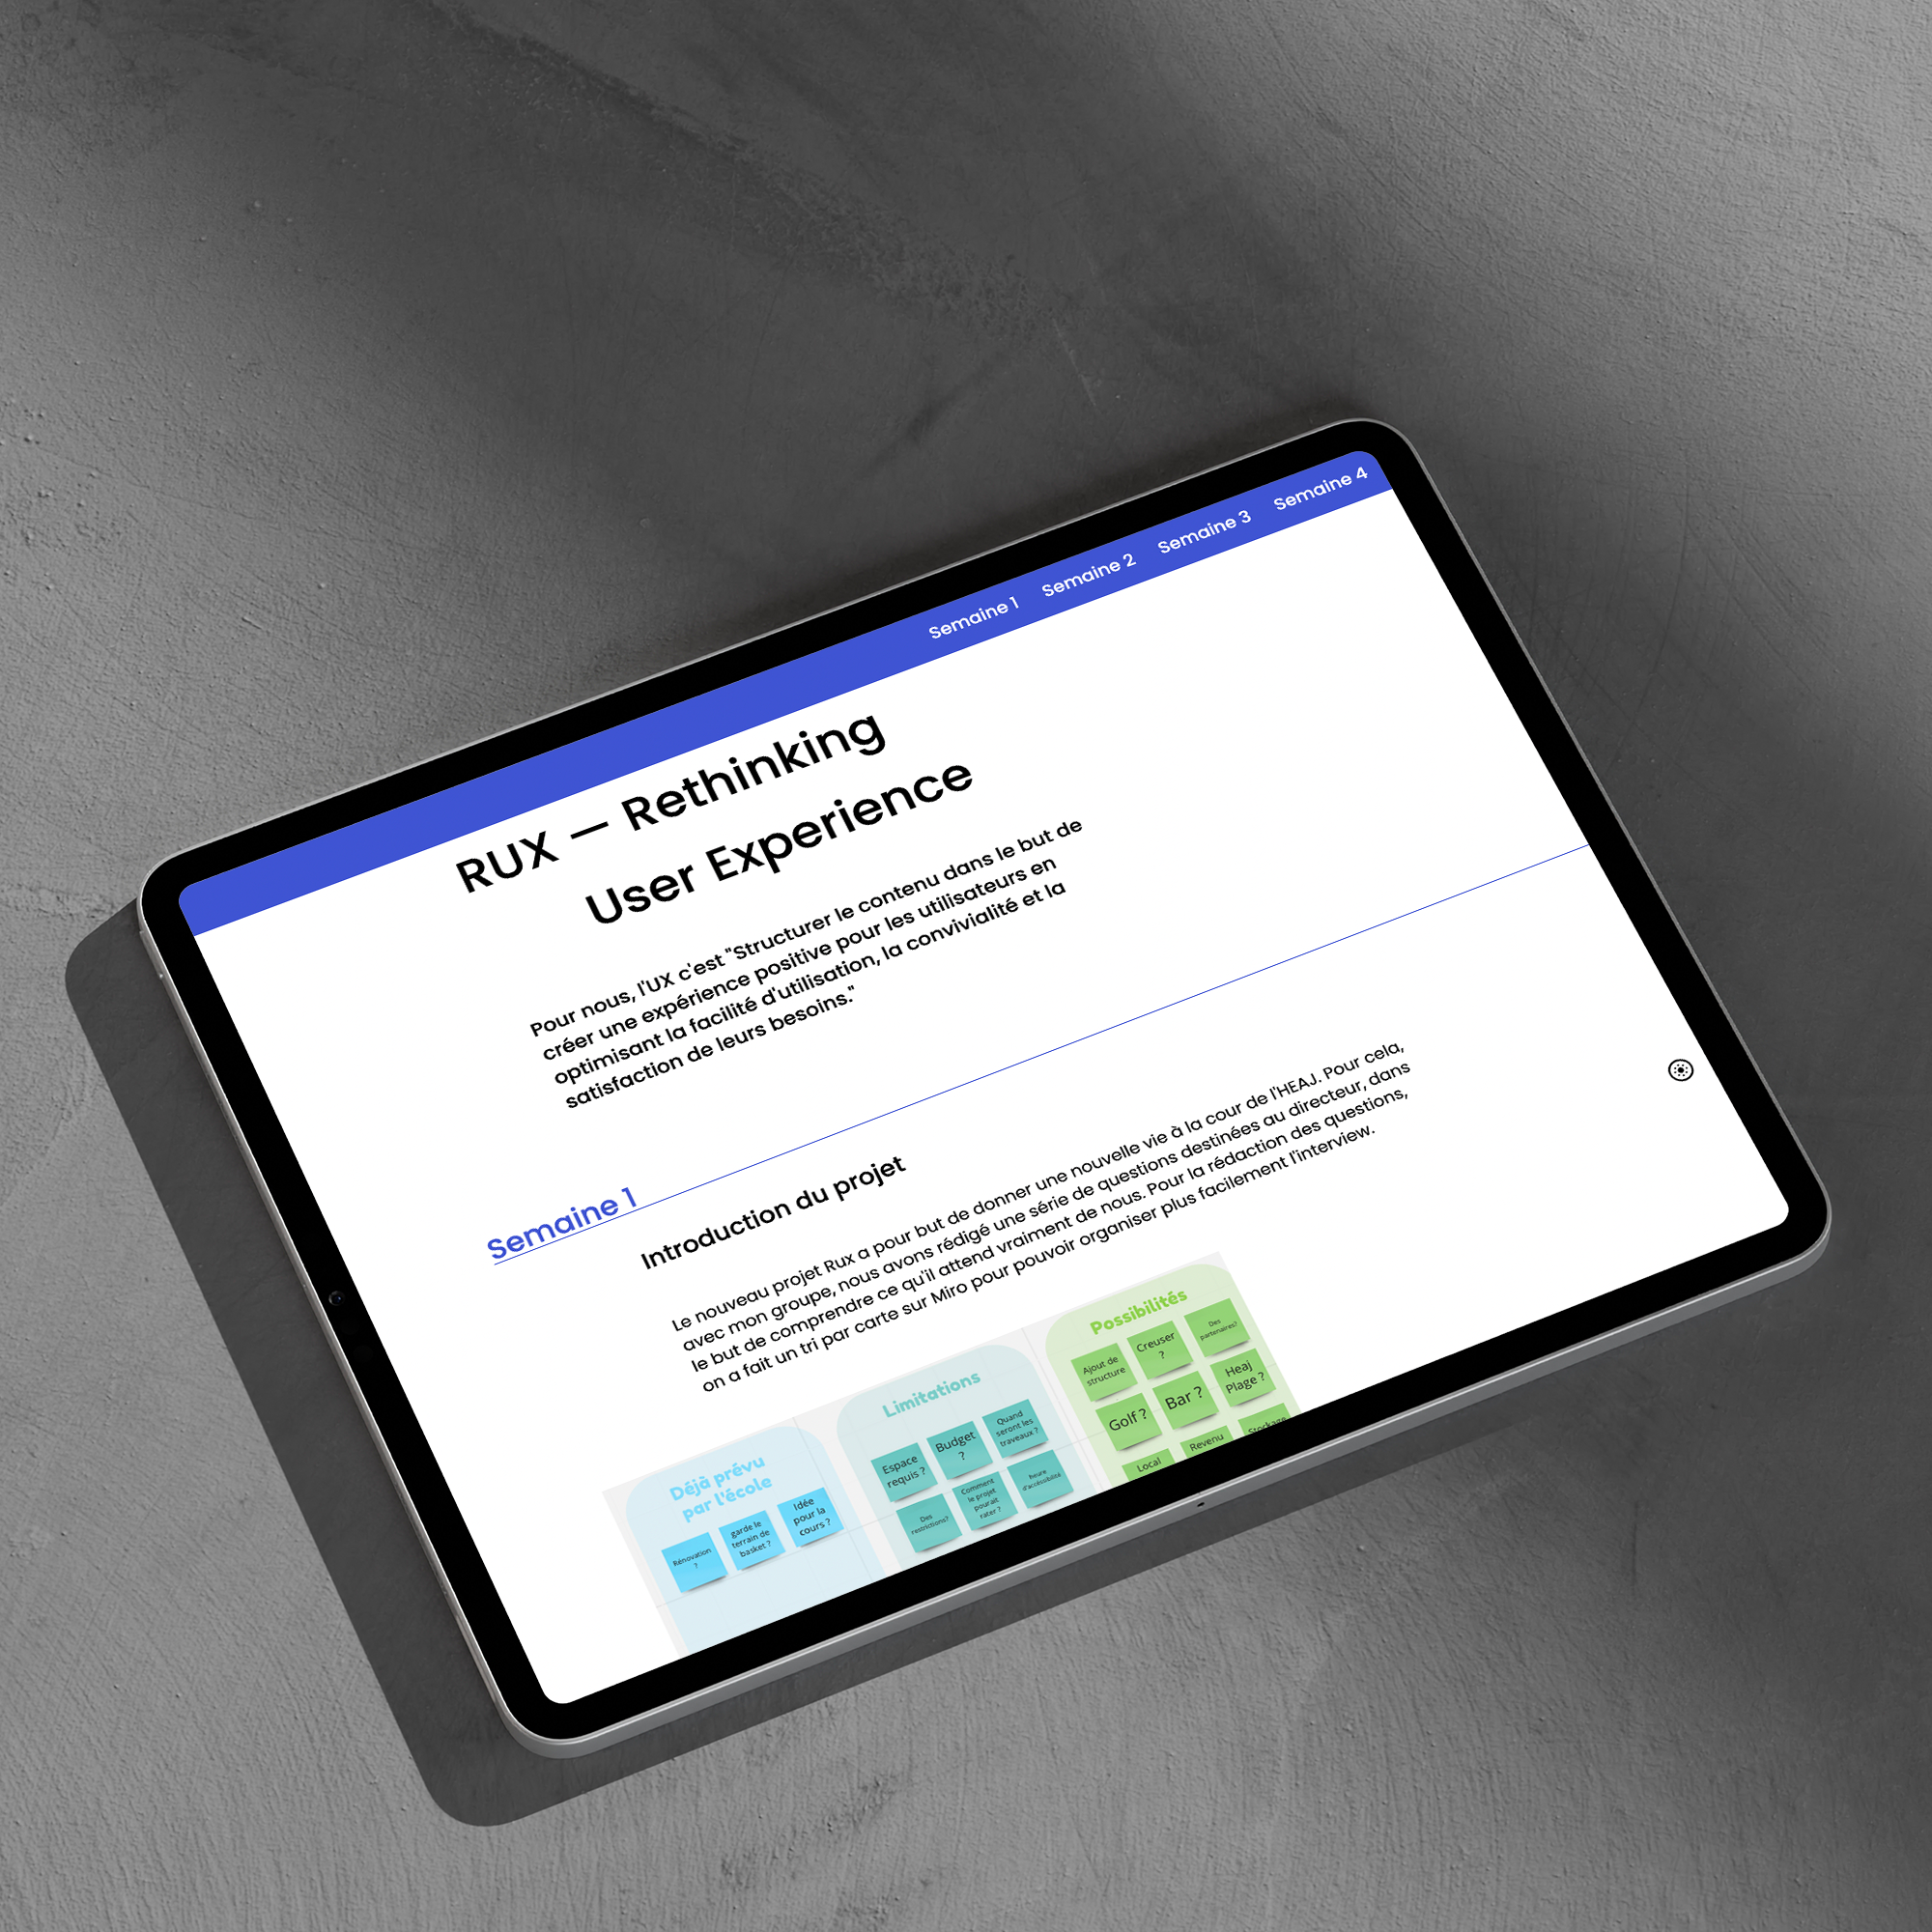 Semaine 1 Semaine 2 Semaine 3 Semaine 4
RUX — Rethinking
User Experience
Pour nous, l'UX c'est "Structurer le contenu dans le but de
créer une expérience positive pour les utilisateurs en
optimisant la facilité d'utilisation, la convivialité et la
satisfaction de leurs besoins."
Semaine 1
Introduction du projet
Le nouveau projet Rux a pour but de donner une nouvelle vie à la cour de l'HEAJ. Pour cela,
avec mon groupe, nous avons rédigé une série de questions destinées au directeur, dans
le but de comprendre ce qu'il attend vraiment de nous. Pour la rédaction des questions,
on a fait un tri par carte sur Miro pour pouvoir organiser plus facilement l'interview.
Déjà prévu
par l'école
Rénovation
?
garde le
terrain de
basket ?
Idée
pour la
cours ?
Limitations
Espace
requis ?
Budget
?
Quand
seront les
traveaux ?
Des
restrictions?
Comment
le projet
pourait
rater ?
heure
d'accéssibilité
Possibilités
Ajout de
structure
Creuser
?
Des
partenaires?
Golf ?
Bar ?
Heaj
Plage ?
Local
Revenu
Stockage